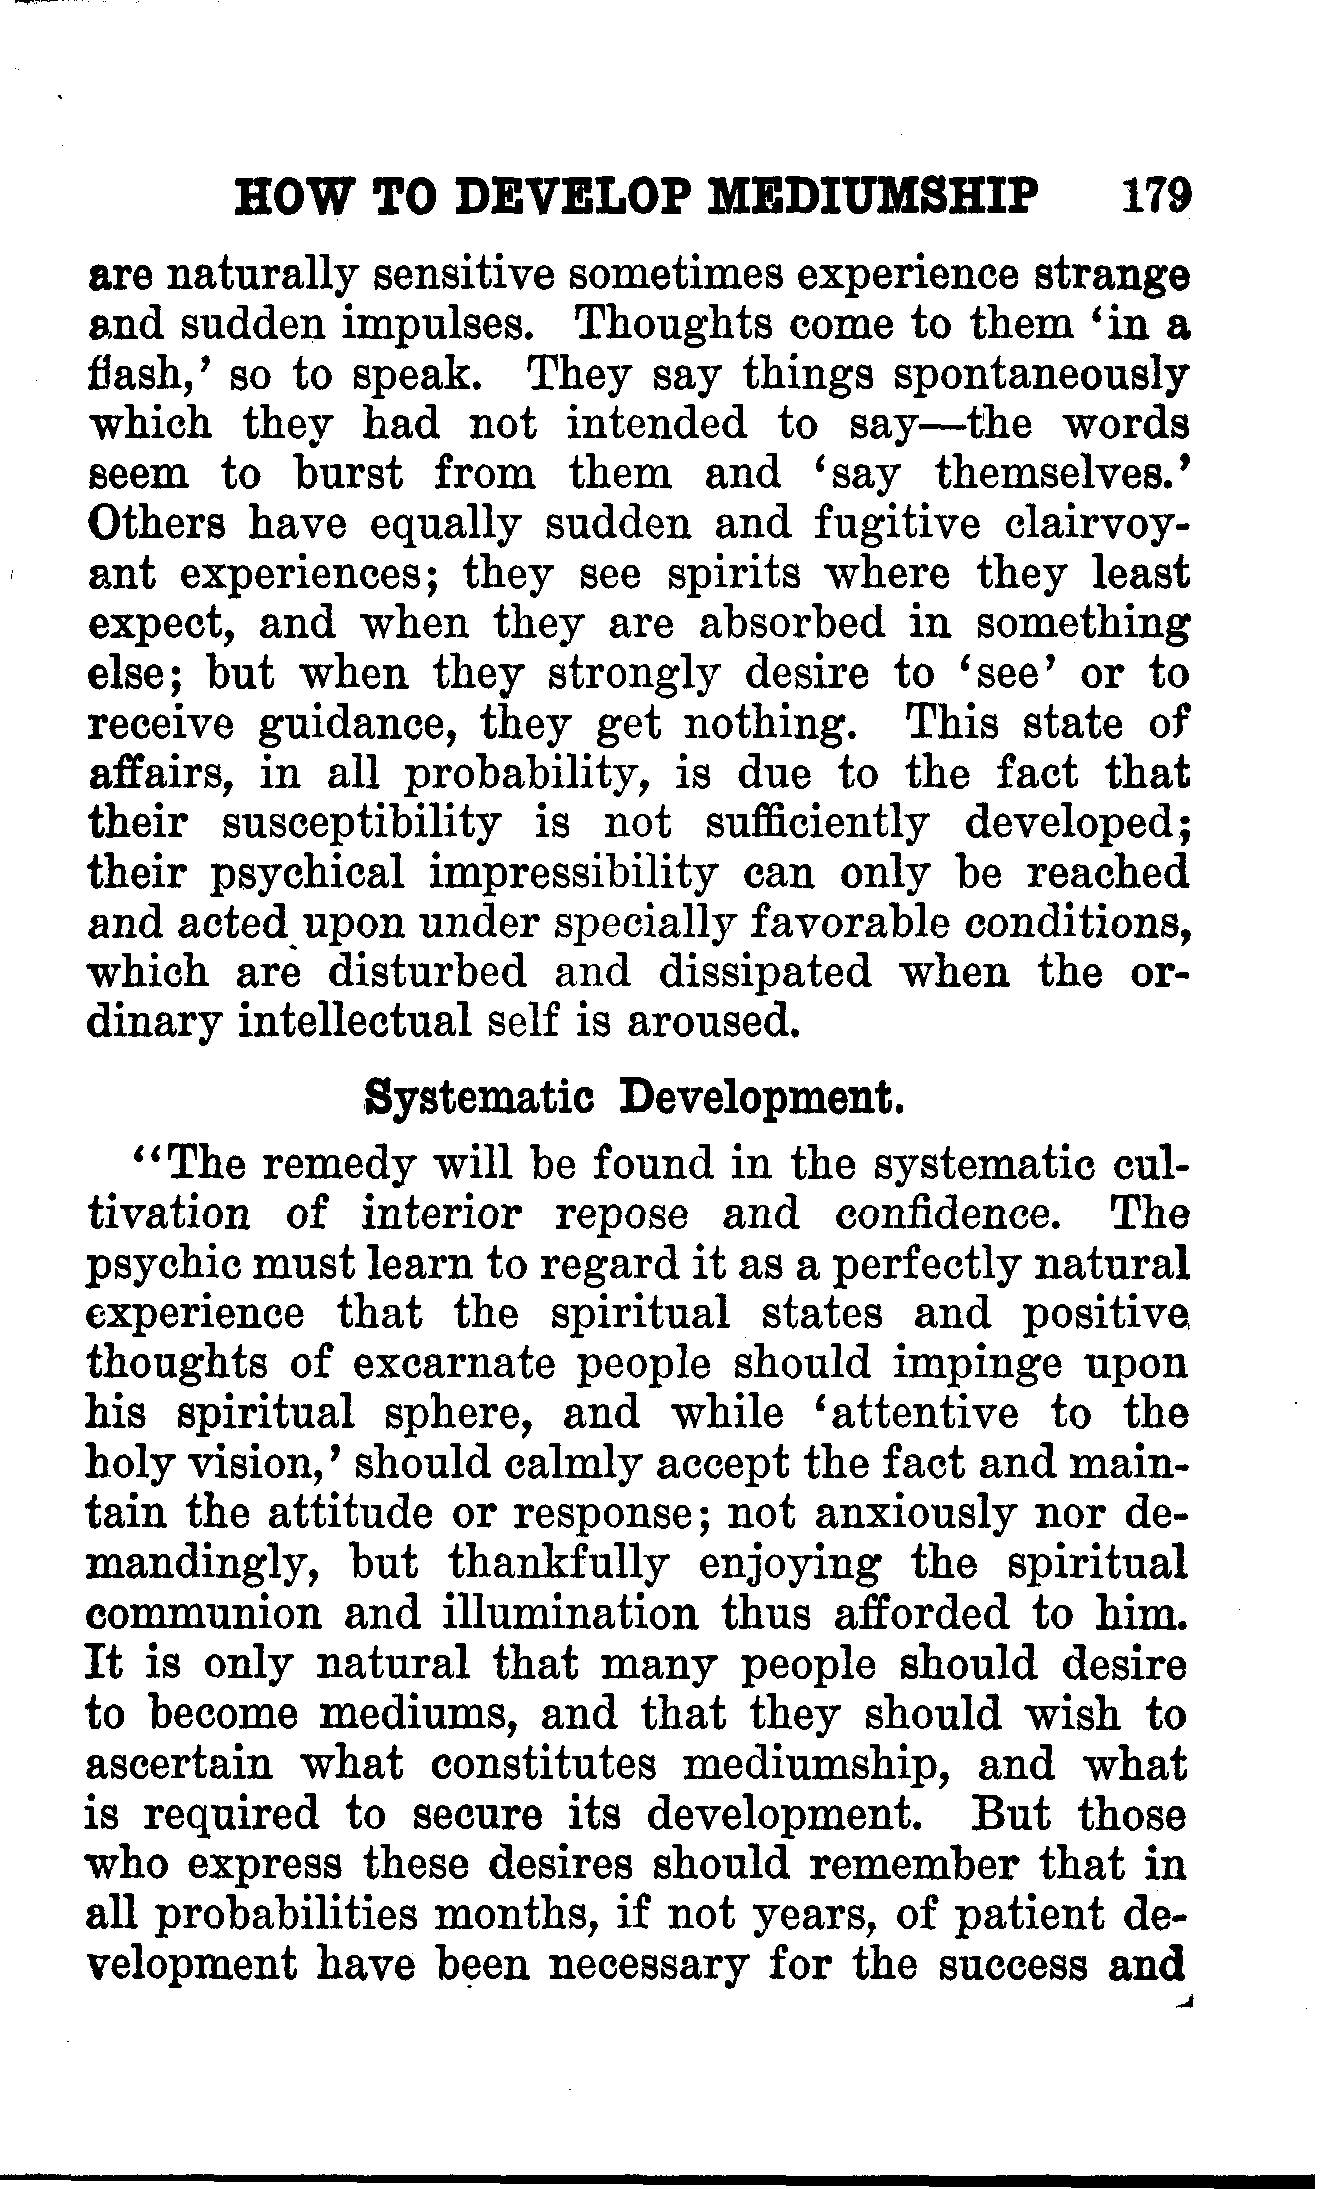 HOW TO DEVELOP MEDIUMSHIP 179
are naturally sensitive sometimes experience strange
and sudden impulses. Thoughts come to them ‘in a
flash,’ so to speak. They say things spontaneously
which they had not intended to say—the words
seem to burst from them and ‘say themselves.’
Others have equally sudden and fugitive clairvoy-
ant experiences; they see spirits where they least
expect, and when they are absorbed in something
else; but when they strongly desire to ‘see’ or to
receive guidance, they get nothing. This state of
affairs, in all probability, is due to the fact that
their susceptibility is not sufficiently developed;
their psychical impressibility can only be reached
and acted upon under specially favorable conditions,
which are disturbed and dissipated when the or-
dinary intellectual self is aroused.
Systematic Development.
“The remedy will be found in the systematic cul-
tivation of interior repose and confidence. The
psychic must learn to regard it as a perfectly natural
experience that the spiritual states and positive
thoughts of excarnate people should impinge upon
his spiritual sphere, and while ‘attentive to the
holy vision,’ should calmly accept the fact and main-
tain the attitude or response; not anxiously nor de-
mandingly, but thankfully enjoying the spiritual
communion and illumination thus afforded to him.
It is only natural that many people should desire
to become mediums, and that they should wish to
ascertain what constitutes mediumship, and what
is required to secure its development. But those
who express these desires should remember that in
all probabilities months, if not years, of patient de-
velopment have been necessary for the success and